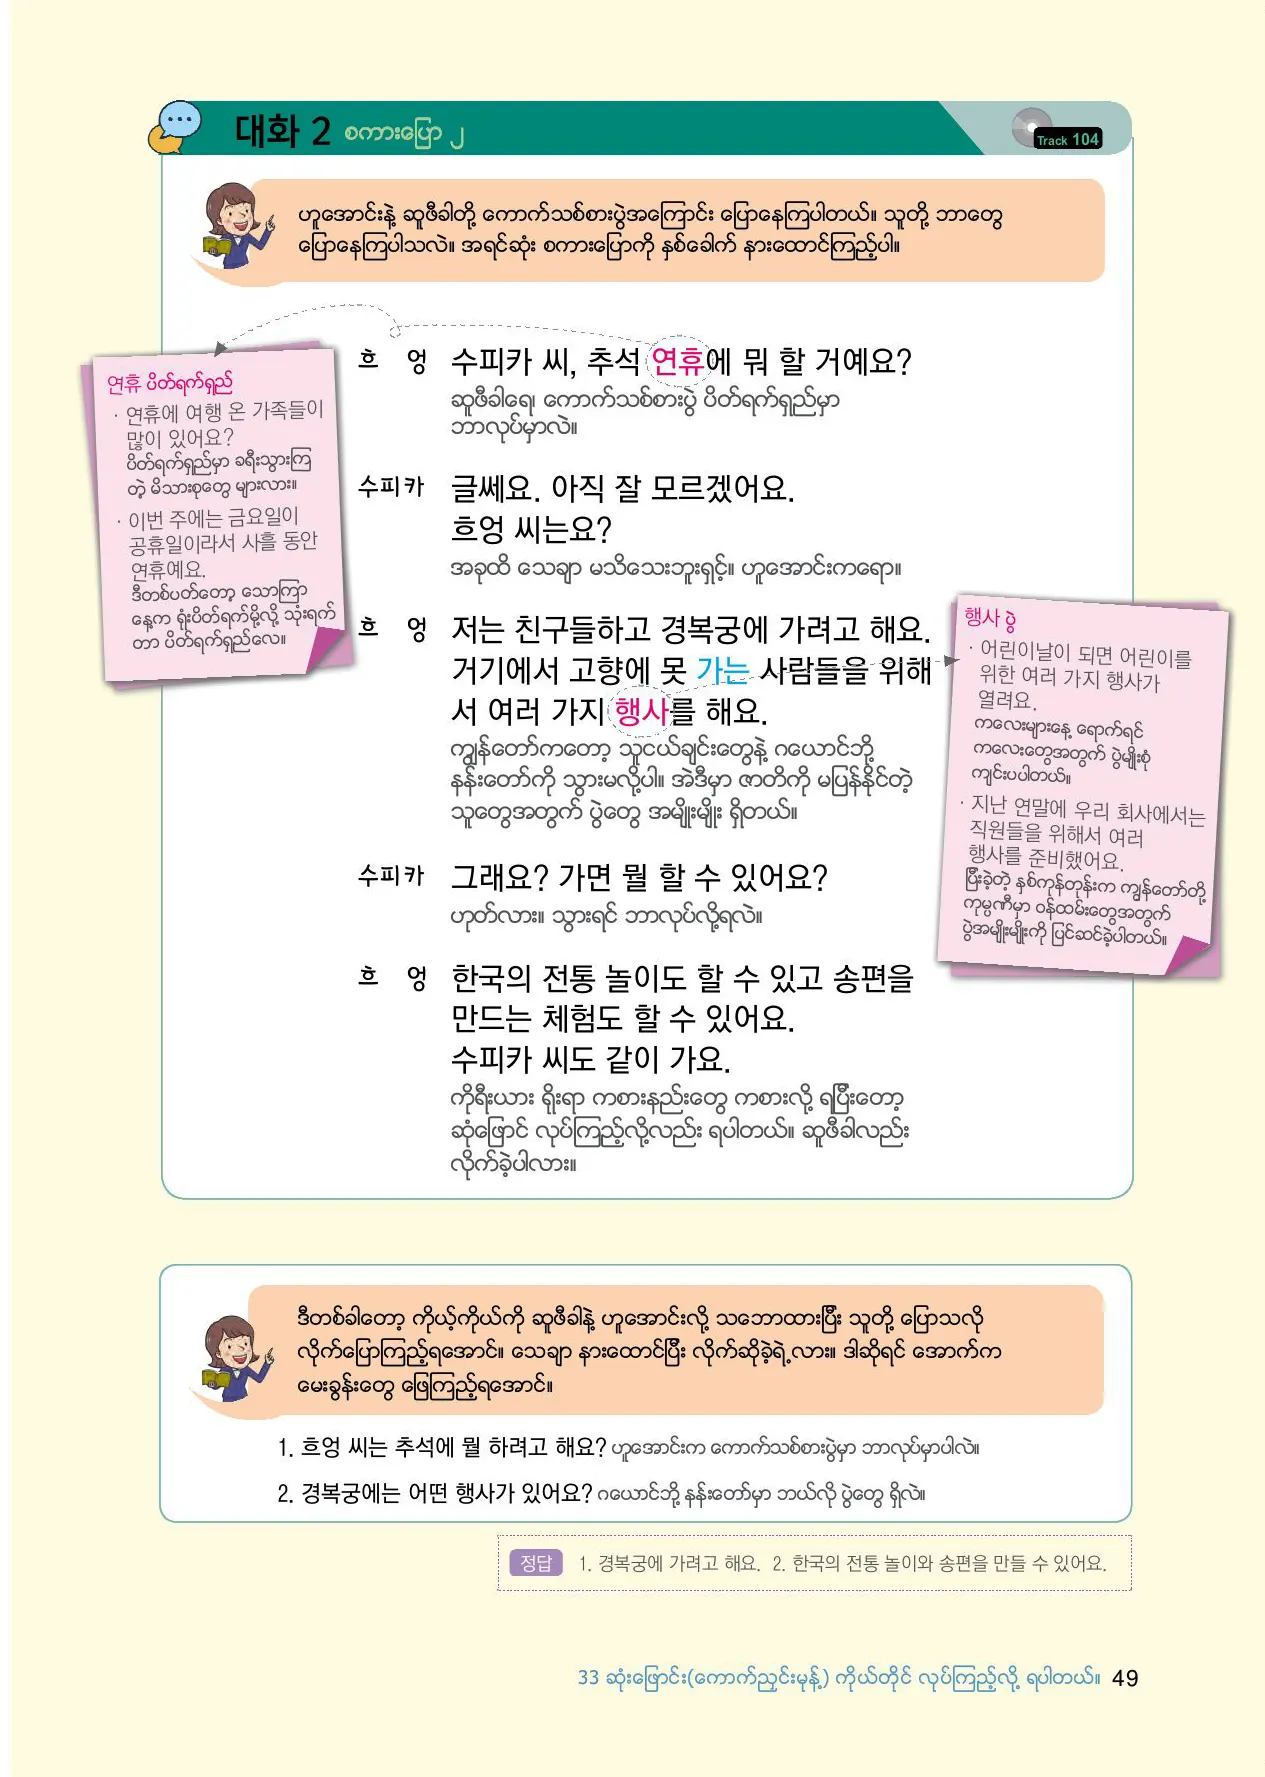 대화 2 စကားပြော ၂
Track 104
ဟူအောင်းနဲ့ ဆူဖီခါတို့ ကောက်သစ်စားပွဲအကြောင်း ပြောနေကြပါတယ်။ သူတို့ ဘာတွေ
ပြောနေကြပါသလဲ။ အရင်ဆုံး စကားပြောကို နှစ်ခေါက် နားထောင်ကြည့်ပါ။
흐엉 수피카 씨, 추석 연휴에 뭐 할 거예요?
ဆူဖီခါရေ၊ ကောက်သစ်စားပွဲ ပိတ်ရက်ရှည်မှာ
ဘာလုပ်မှာလဲ။
수피카 글쎄요. 아직 잘 모르겠어요.
흐엉 씨는요?
အခုထိ သေချာ မသိသေးဘူးရှင့်။ ဟူအောင်းကရော။
흐엉 저는 친구들하고 경복궁에 가려고 해요.
거기에서 고향에 못 가는 사람들을 위해
서 여러 가지 행사를 해요.
ကျွန်တော်ကတော့ သူငယ်ချင်းတွေနဲ့ ဂယောင်ဘို့
နန်းတော်ကို သွားမလို့ပါ။ အဲဒီမှာ ဇာတိကို မပြန်နိုင်တဲ့
သူတွေအတွက် ပွဲတွေ အမျိုးမျိုး ရှိတယ်။
수피카 그래요? 가면 뭘 할 수 있어요?
ဟုတ်လား။ သွားရင် ဘာလုပ်လို့ရလဲ။
흐엉 한국의 전통 놀이도 할 수 있고 송편을
만드는 체험도 할 수 있어요.
수피카 씨도 같이 가요.
ကိုရီးယား ရိုးရာ ကစားနည်းတွေ ကစားလို့ ရပြီးတော့
ဆုံဖြောင် လုပ်ကြည့်လို့လည်း ရပါတယ်။ ဆူဖီခါလည်း
လိုက်ခဲ့ပါလား။
연휴 ပိတ်ရက်ရှည်
· 연휴에 여행 온 가족들이
많이 있어요?
ပိတ်ရက်ရှည်မှာ ခရီးသွားကြ
တဲ့ မိသားစုတွေ များလား။
· 이번 주에는 금요일이
공휴일이라서 사흘 동안
연휴예요.
ဒီတစ်ပတ်တော့ သောကြာ
နေ့က ရုံးပိတ်ရက်မို့လို့ သုံးရက်
တာ ပိတ်ရက်ရှည်လေ။
행사 ပွဲ
· 어린이날이 되면 어린이를
위한 여러 가지 행사가
열려요.
ကလေးများနေ့ ရောက်ရင်
ကလေးတွေအတွက် ပွဲမျိုးစုံ
ကျင်းပပါတယ်။
· 지난 연말에 우리 회사에서는
직원들을 위해서 여러
행사를 준비했어요.
ပြီးခဲ့တဲ့ နှစ်ကုန်တုန်းက ကျွန်တော်တို့
ကုမ္ပဏီမှာ ဝန်ထမ်းတွေအတွက်
ပွဲအမျိုးမျိုးကို ပြင်ဆင်ခဲ့ပါတယ်။
ဒီတစ်ခါတော့ ကိုယ့်ကိုယ်ကို ဆူဖီခါနဲ့ ဟူအောင်းလို့ သဘောထားပြီး သူတို့ ပြောသလို
လိုက်ပြောကြည့်ရအောင်။ သေချာ နားထောင်ပြီး လိုက်ဆိုခဲ့ရဲ့လား။ ဒါဆိုရင် အောက်က
မေးခွန်းတွေ ဖြေကြည့်ရအောင်။
1. 흐엉 씨는 추석에 뭘 하려고 해요? ဟူအောင်းက ကောက်သစ်စားပွဲမှာ ဘာလုပ်မှာပါလဲ။
2. 경복궁에는 어떤 행사가 있어요? ဂယောင်ဘို့ နန်းတော်မှာ ဘယ်လို ပွဲတွေ ရှိလဲ။
정답 1. 경복궁에 가려고 해요. 2. 한국의 전통 놀이와 송편을 만들 수 있어요.
33 ဆုံးဖြောင်း(ကောက်ညှင်းမုန့်) ကိုယ်တိုင် လုပ်ကြည့်လို့ ရပါတယ်။ 49